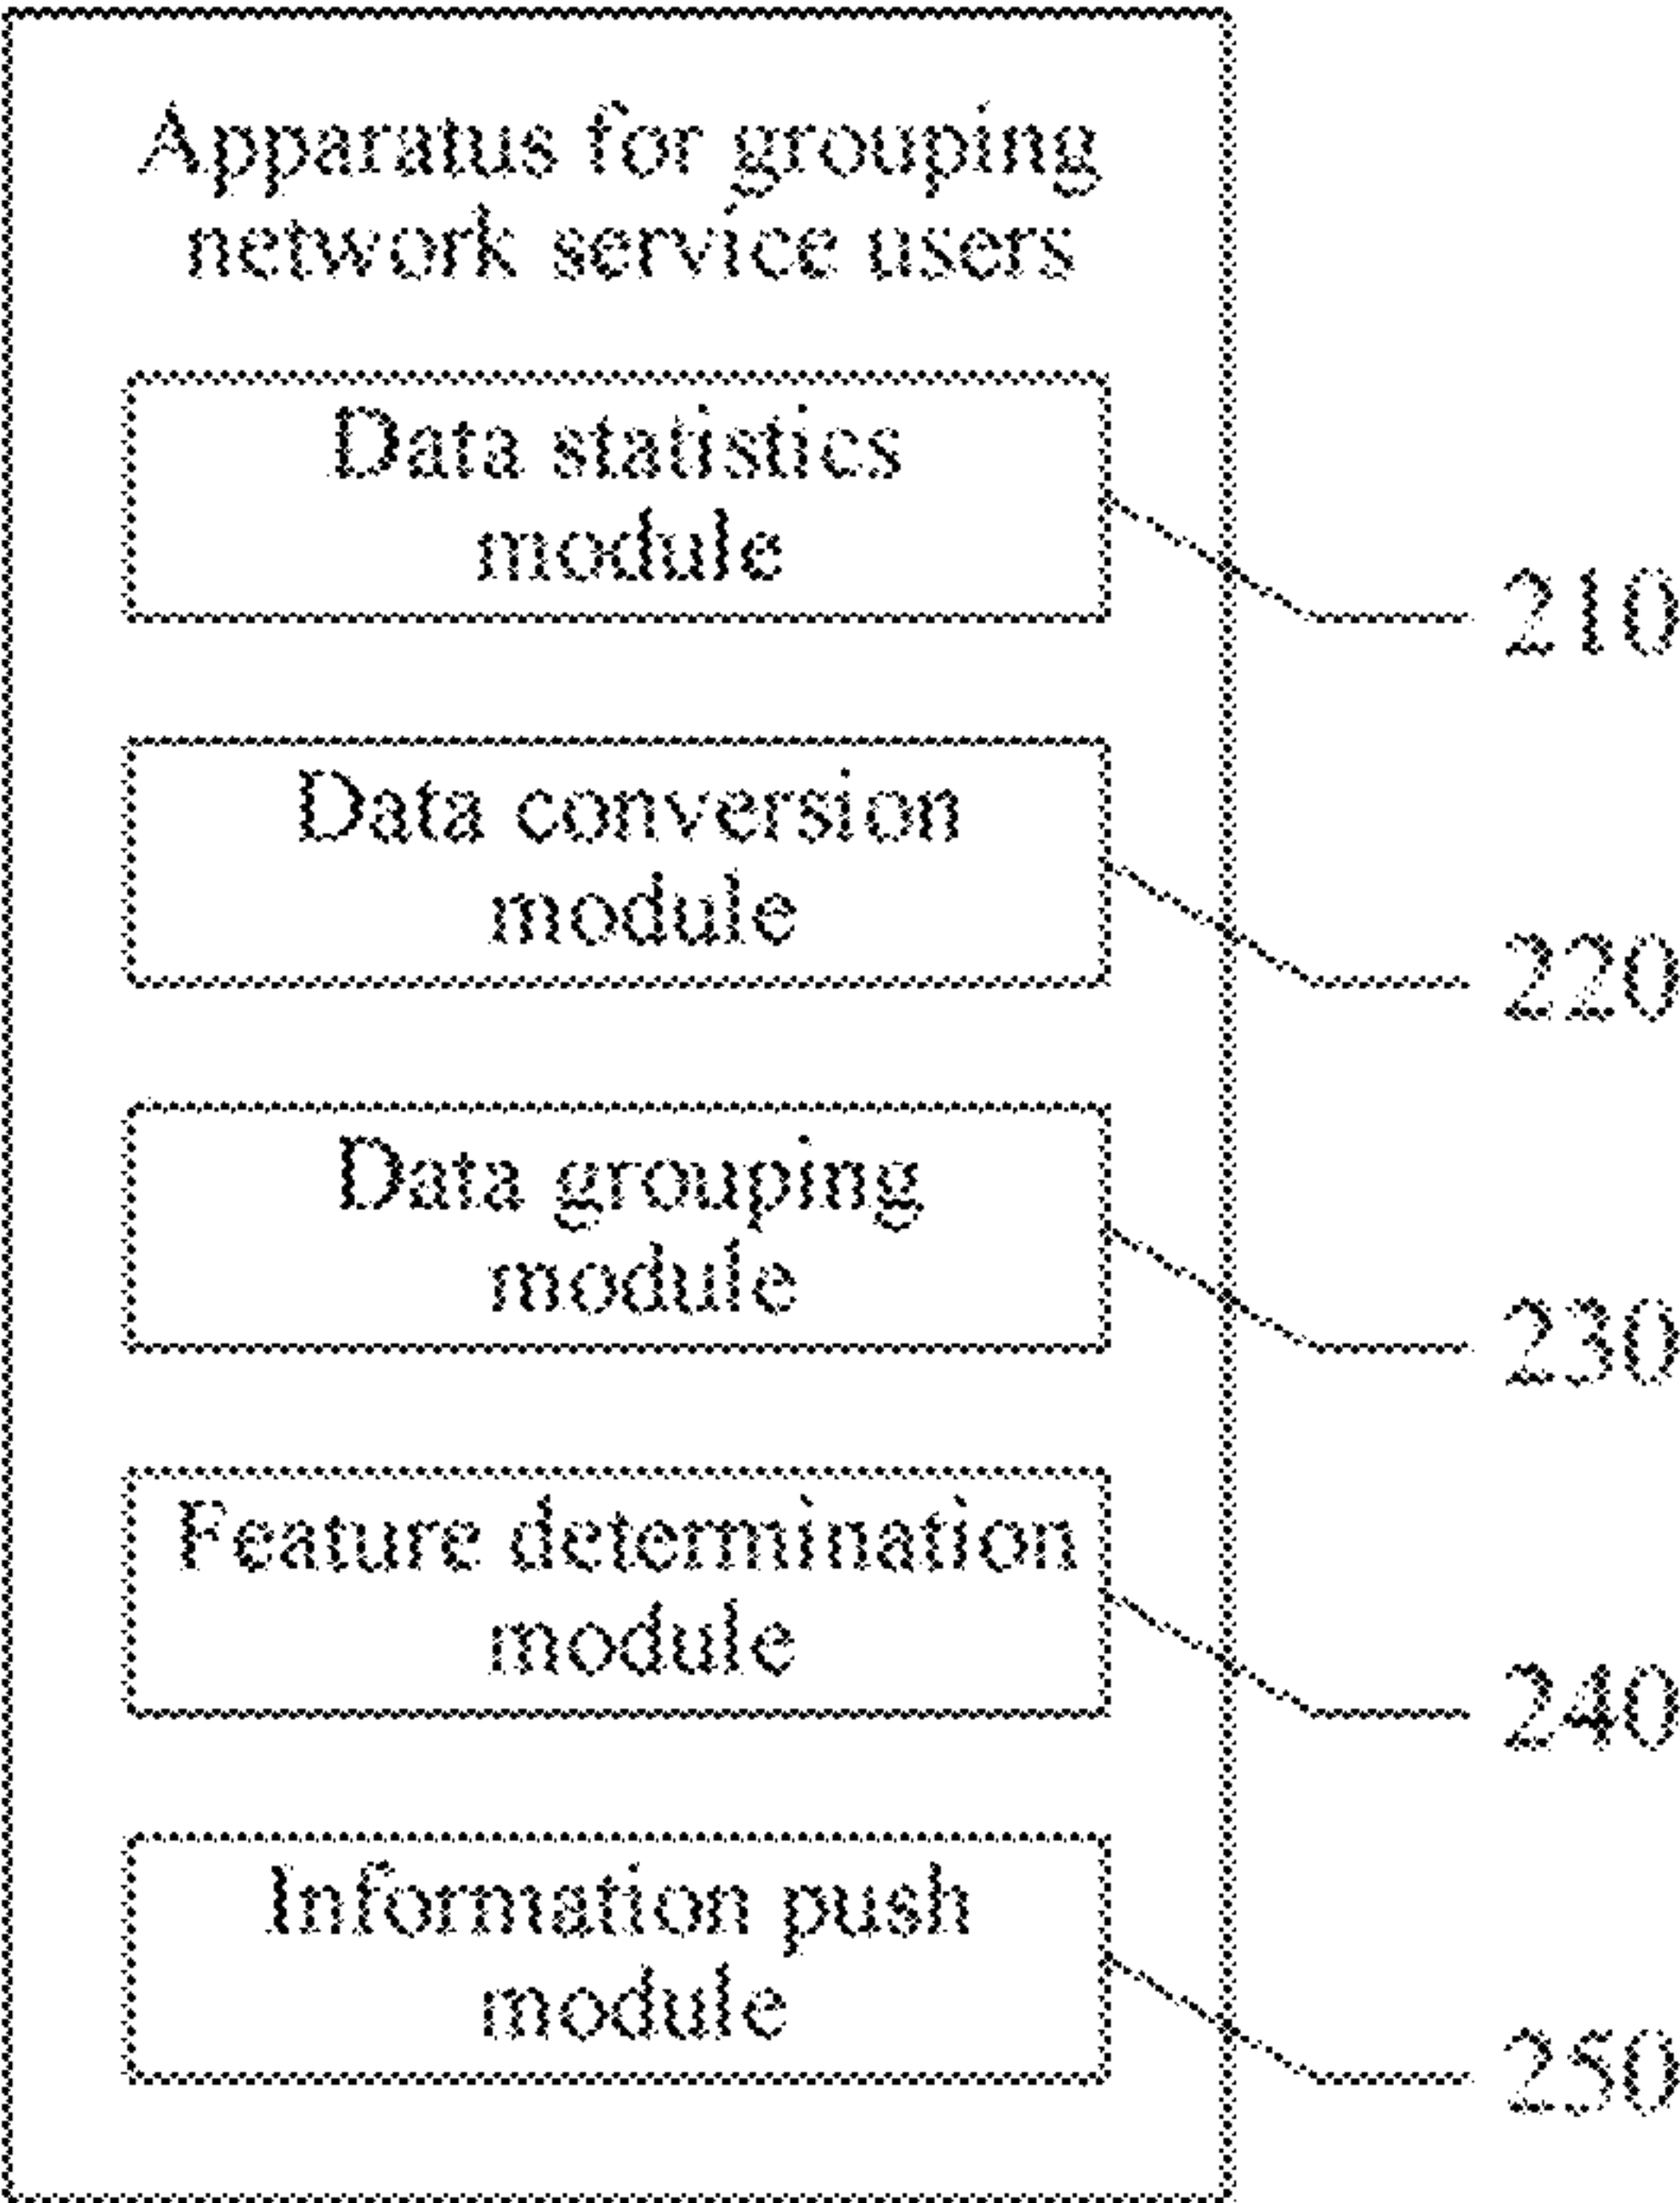 Apparatus for grouping
network service users
Data statistics
module
210
Data conversion
module
220
Data grouping
module
230
Feature determination
module
240
Information push
module
250